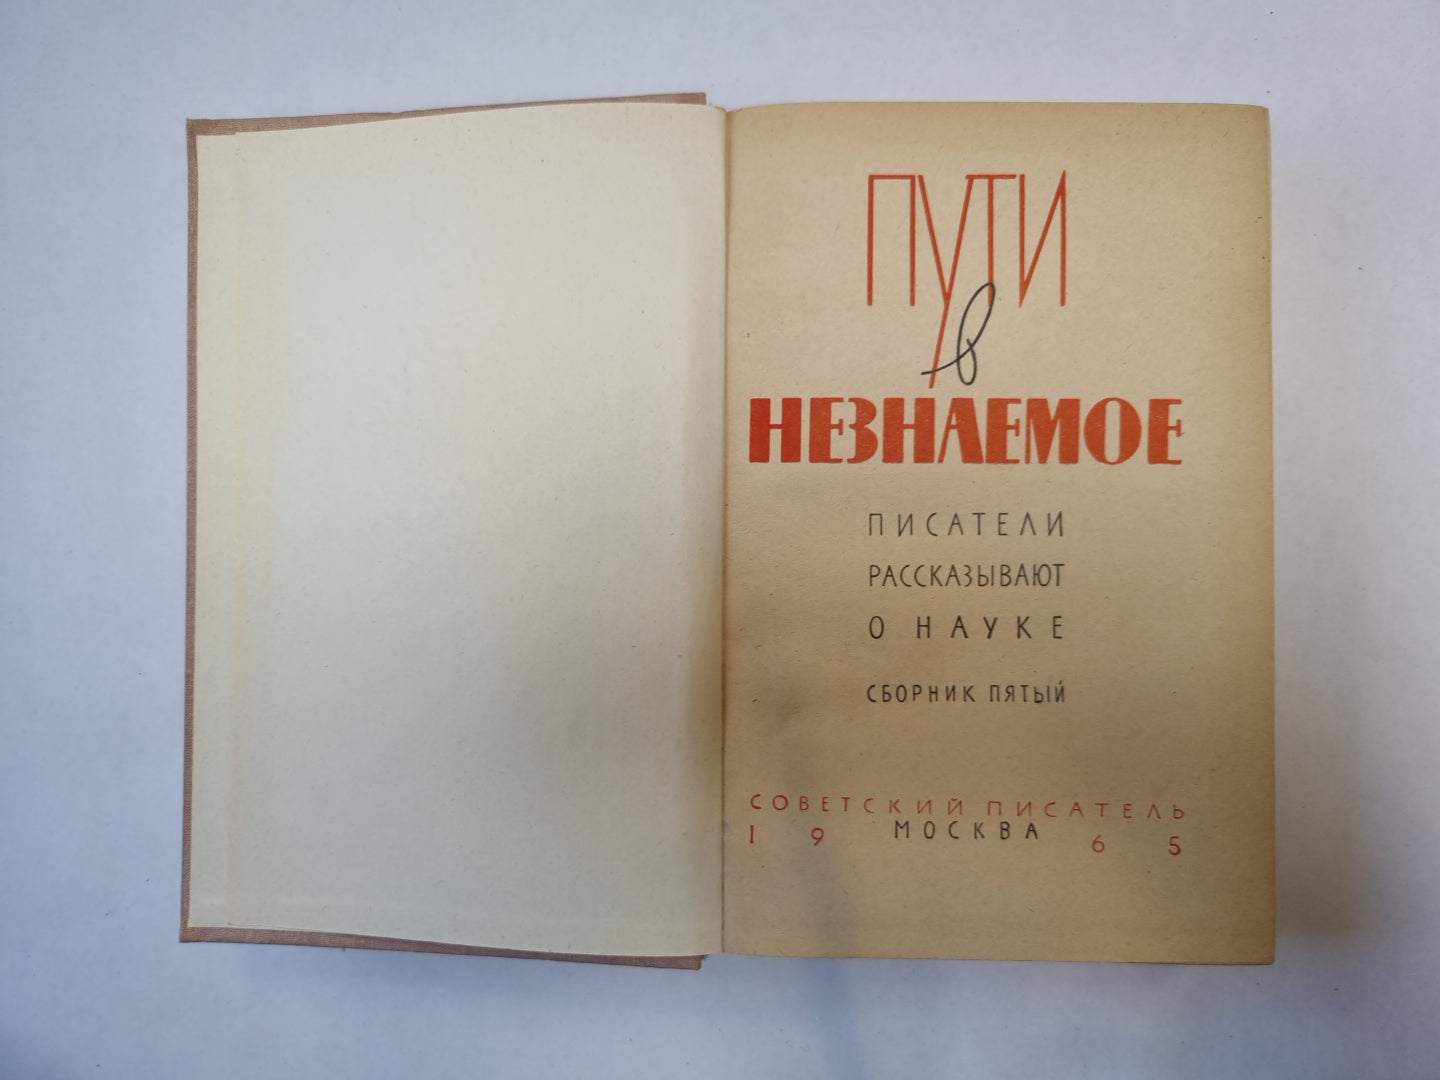 ПУТИ
в
НЕЗНАЕМОЕ
ПИСАТЕЛИ
РАССКАЗЫВАЮТ
О НАУКЕ
СБОРНИК ПЯТЫЙ
СОВЕТСКИЙ ПИСАТЕЛЬ
19 МОСКВА 65